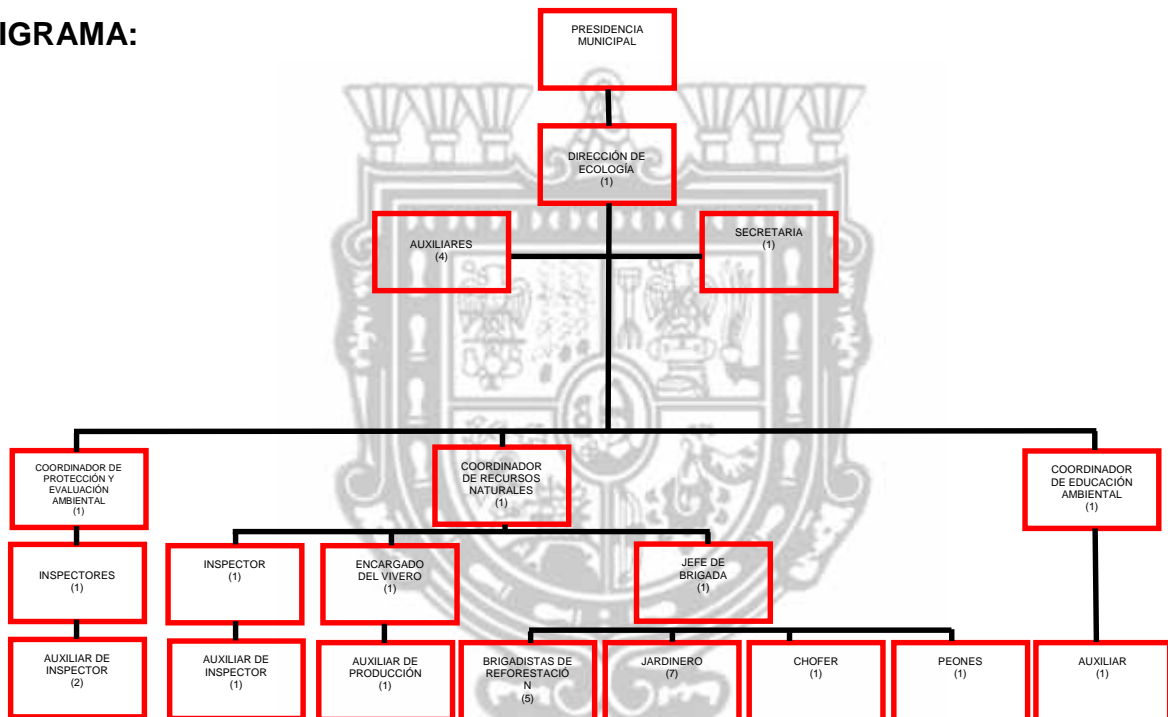 IGRAMA:
PRESIDENCIA
MUNICIPAL
DIRECCIÓN DE
ECOLOGÍA
(1)
AUXILIARES
(4)
SECRETARIA
(1)
COORDINADOR DE
PROTECCIÓN Y
EVALUACIÓN
AMBIENTAL
(1)
COORDINADOR
DE RECURSOS
NATURALES
(1)
COORDINADOR
DE EDUCACIÓN
AMBIENTAL
(1)
INSPECTORES
(1)
INSPECTOR
(1)
ENCARGADO
DEL VIVERO
(1)
JEFE DE
BRIGADA
(1)
AUXILIAR DE
INSPECTOR
(2)
AUXILIAR DE
INSPECTOR
(1)
AUXILIAR DE
PRODUCCIÓN
(1)
BRIGADISTAS DE
REFORESTACIÓ
N
(5)
JARDINERO
(7)
CHOFER
(1)
PEONES
(1)
AUXILIAR
(1)